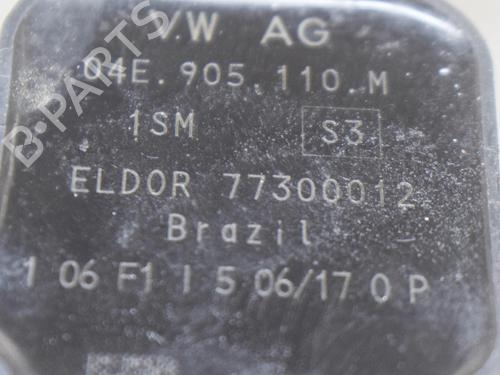 B-PARTS
VW AG
04E.905.110.M
1SM S3
ELDOR 77300012
Brazil
1 06 F1 I 5 06/17 0 P